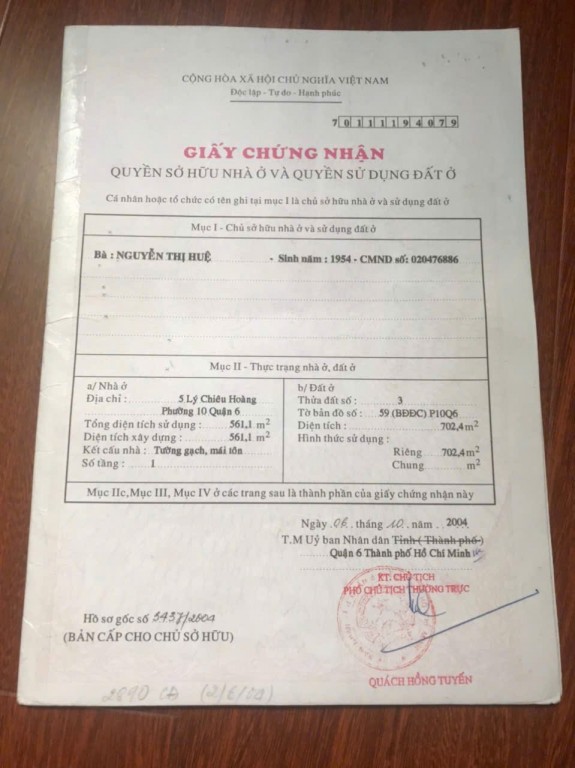 CỘNG HÒA XÃ HỘI CHỦ NGHĨA VIỆT NAM
Độc lập - Tự do - Hạnh phúc
7 0 1 1 1 1 9 4 0 7 9
GIẤY CHỨNG NHẬN
QUYỀN SỞ HỮU NHÀ Ở VÀ QUYỀN SỬ DỤNG ĐẤT Ở
Cá nhân hoặc tổ chức có tên ghi tại mục I là chủ sở hữu nhà ở và sử dụng đất ở
Mục I - Chủ sở hữu nhà ở và sử dụng đất ở
Bà : NGUYỄN THỊ HUỆ - Sinh năm : 1954 - CMND số: 020476886
Mục II - Thực trạng nhà ở, đất ở
a/ Nhà ở
Địa chỉ : 5 Lý Chiêu Hoàng
Phường 10 Quận 6
Tổng diện tích sử dụng : 561,1 m²
Diện tích xây dựng : 561,1 m²
Kết cấu nhà : Tường gạch, mái tôn
Số tầng : 1
b/ Đất ở
Thửa đất số : 3
Tờ bản đồ số : 59 (BĐĐC) P10Q6
Diện tích : 702,4m²
Hình thức sử dụng :
Riêng 702,4m²
Chung m²
Mục IIc,Mục III, Mục IV ở các trang sau là thành phần của giấy chứng nhận này
Ngày 06 tháng 10 năm 2004
T.M Uỷ ban Nhân dân Tỉnh ( Thành phố )
Quận 6 Thành phố Hồ Chí Minh
KT. CHỦ TỊCH
PHÓ CHỦ TỊCH THƯỜNG TRỰC
Hồ sơ gốc số 5437/2004
(BẢN CẤP CHO CHỦ SỞ HỮU)
QUÁCH HỒNG TUYẾN